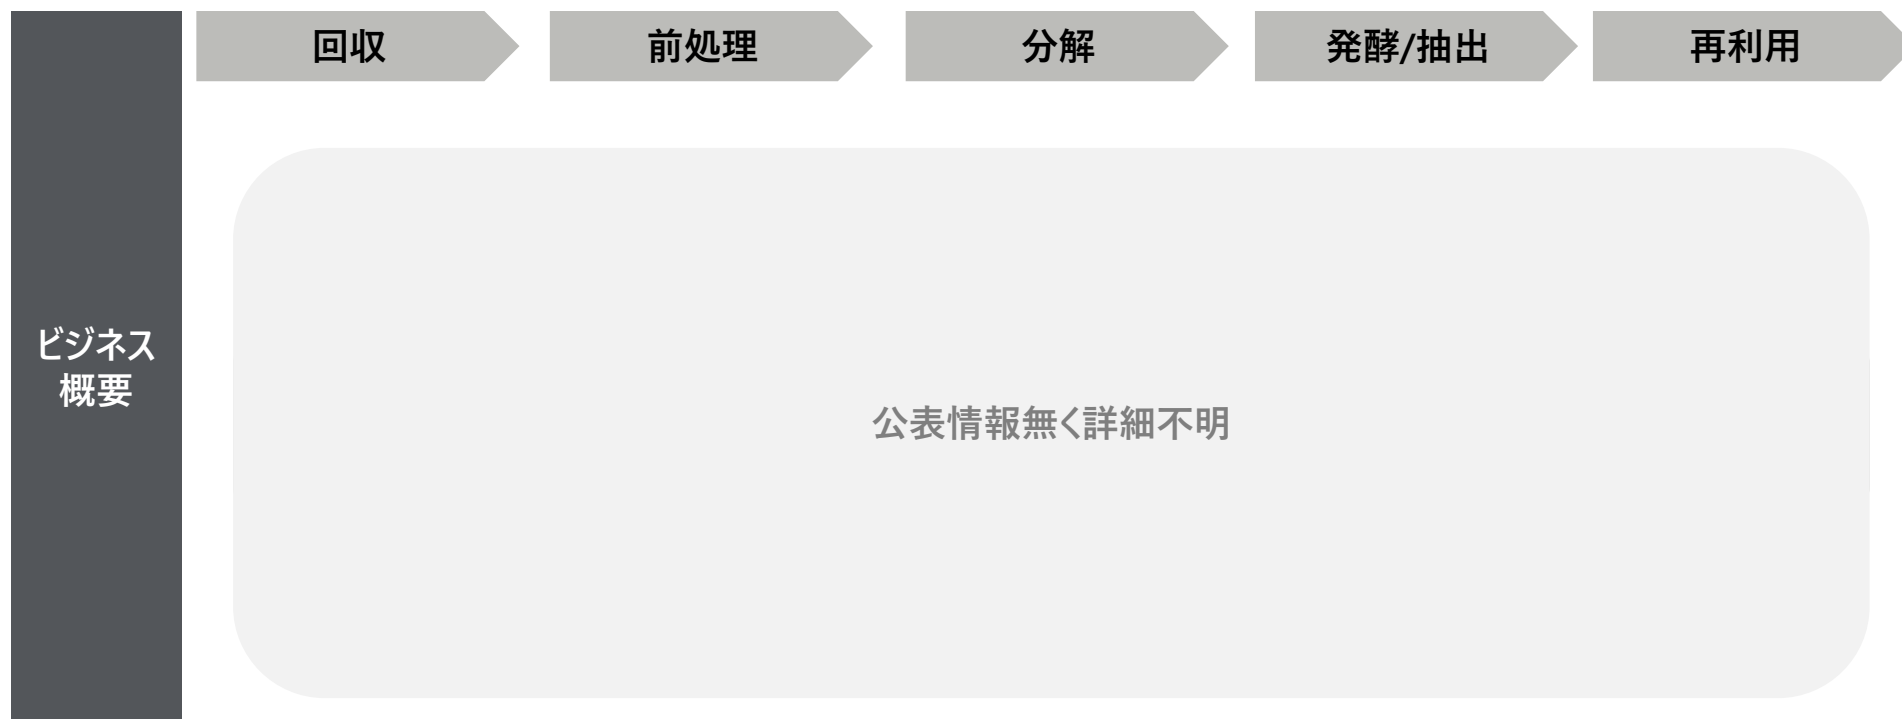 回収
前処理
分解
発酵/抽出
再利用
ビジネス
概要
公表情報無く詳細不明